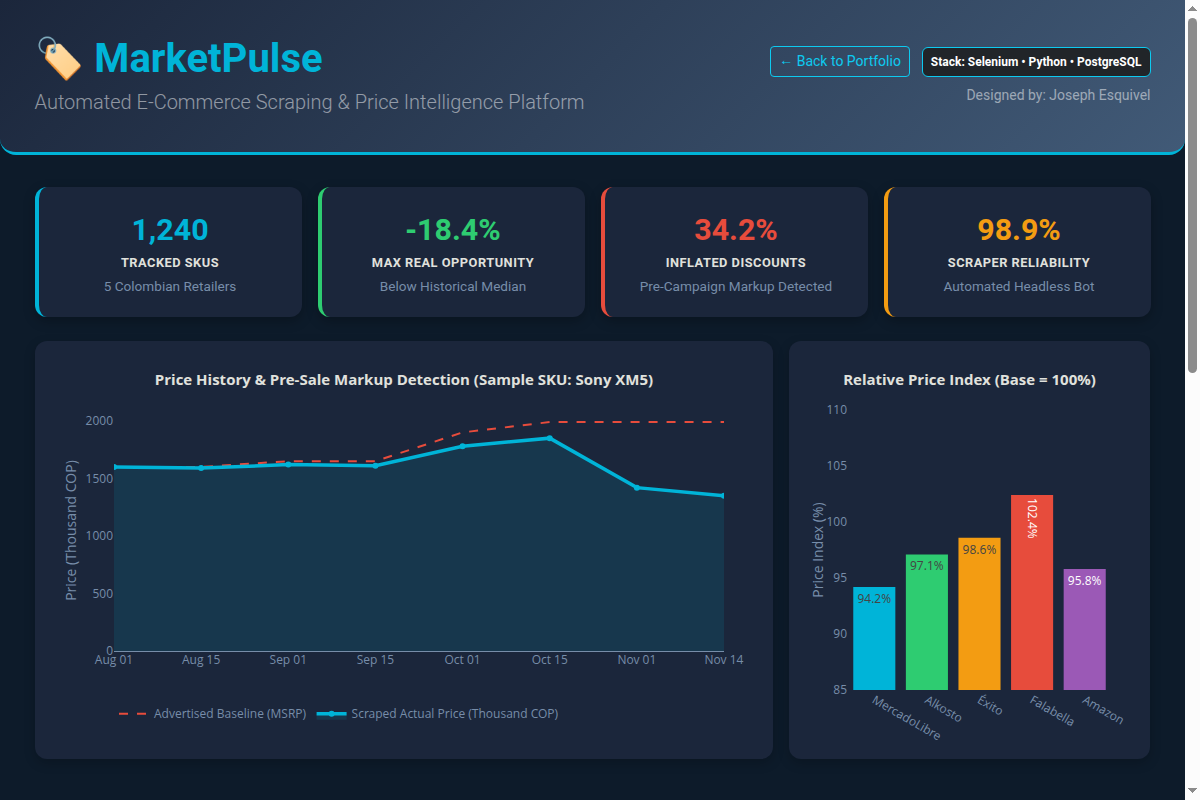 MarketPulse
Automated E-Commerce Scraping & Price Intelligence Platform
← Back to Portfolio
Stack: Selenium • Python • PostgreSQL
Designed by: Joseph Esquivel
1,240
TRACKED SKUS
5 Colombian Retailers
-18.4%
MAX REAL OPPORTUNITY
Below Historical Median
34.2%
INFLATED DISCOUNTS
Pre-Campaign Markup Detected
98.9%
SCRAPER RELIABILITY
Automated Headless Bot
Price History & Pre-Sale Markup Detection (Sample SKU: Sony XM5)
Price (Thousand COP)
2000
1500
1000
500
0
Aug 01
Aug 15
Sep 01
Sep 15
Oct 01
Oct 15
Nov 01
Nov 14
Advertised Baseline (MSRP)
Scraped Actual Price (Thousand COP)
Relative Price Index (Base = 100%)
Price Index (%)
110
105
100
95
90
85
94.2%
97.1%
98.6%
102.4%
95.8%
MercadoLibre
Alkosto
Éxito
Falabella
Amazon